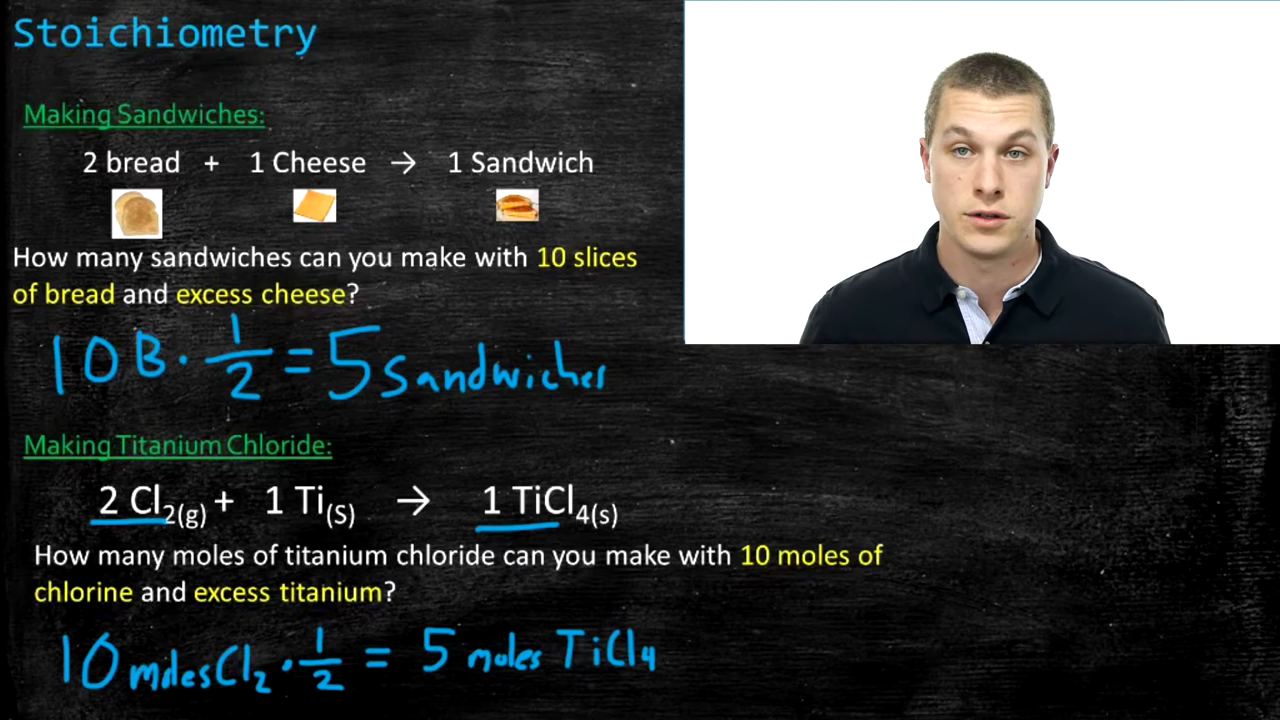 Stoichiometry
Making Sandwiches:
2 bread + 1 Cheese → 1 Sandwich
How many sandwiches can you make with 10 slices
of bread and excess cheese?
10 B · 1/2 = 5 Sandwiches
Making Titanium Chloride:
2 Cl₂(g) + 1 Ti(S) → 1 TiCl₄(s)
How many moles of titanium chloride can you make with 10 moles of
chlorine and excess titanium?
10 moles Cl₂ · 1/2 = 5 moles TiCl₄